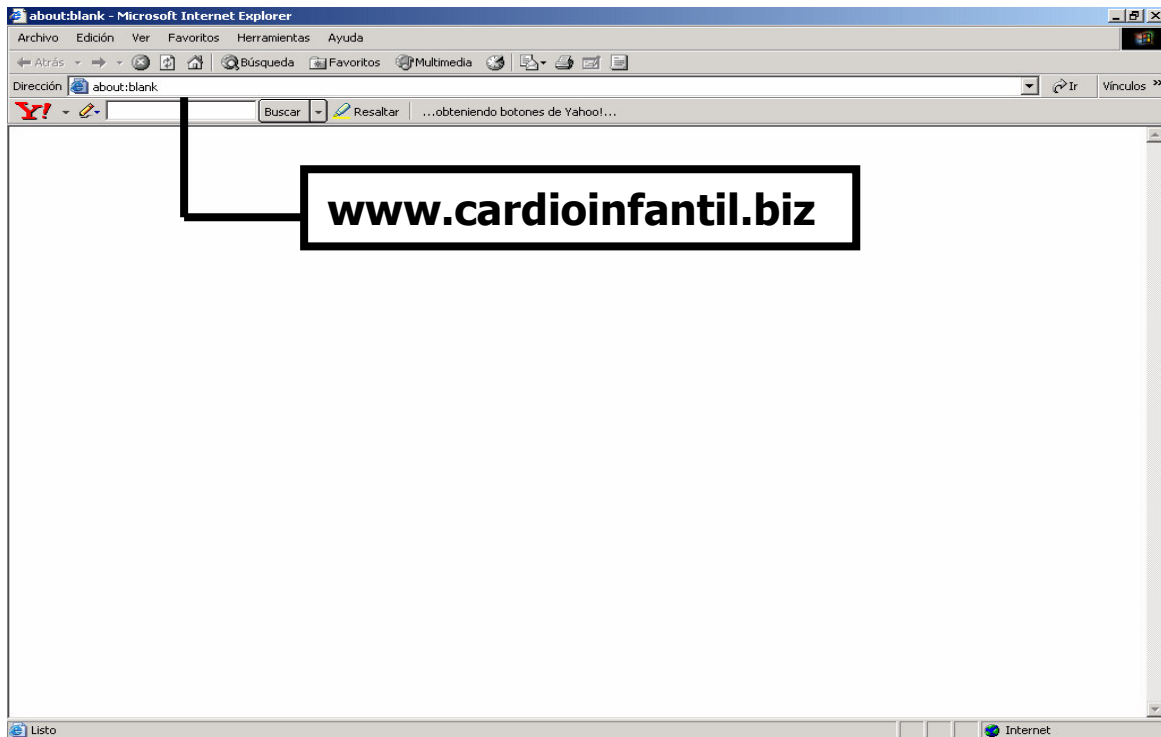 about:blank - Microsoft Internet Explorer
Archivo Edición Ver Favoritos Herramientas Ayuda
Atrás Búsqueda Favoritos Multimedia
Dirección about:blank Ir Vínculos »
Y! Buscar Resaltar ...obteniendo botones de Yahoo!...
www.cardioinfantil.biz
Listo Internet